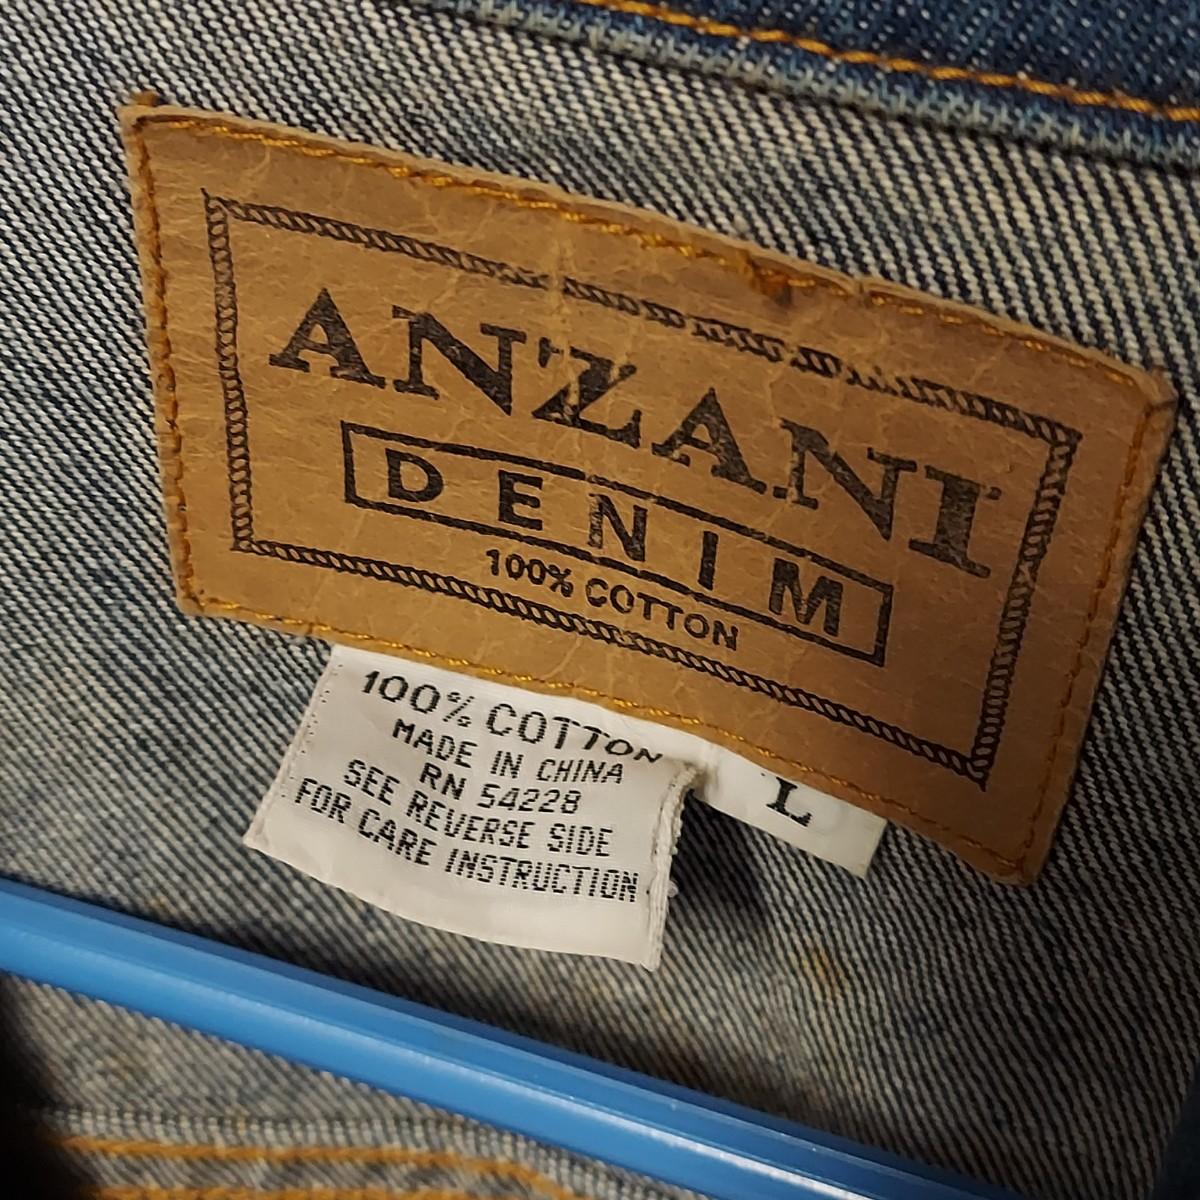 ANZANI
DENIM
100% COTTON
100% COTTON
MADE IN CHINA
RN 54228
SEE REVERSE SIDE
FOR CARE INSTRUCTION
L